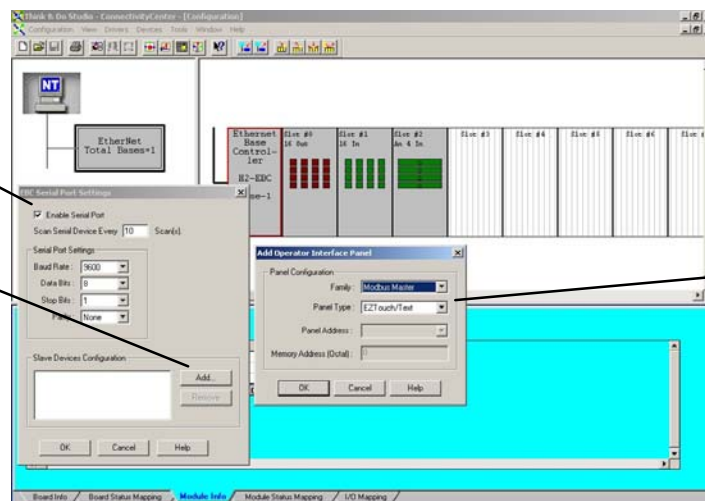 Think & Do Studio - ConnectivityCenter - [Configuration]
Configuration View Drivers Devices Tools Window Help
NT
EtherNet
Total Bases=1
Ethernet
Base
Control-
ler
H2-EBC
Slot #0
16 Out
Slot #1
16 In
Slot #2
An 4 In
Slot #3
Slot #4
Slot #5
Slot #6
EBC Serial Port Settings
Enable Serial Port
Scan Serial Device Every 10 Scan(s).
Serial Port Settings
Baud Rate: 9600
Data Bits: 8
Stop Bits: 1
Parity: None
Slave Devices Configuration
Add...
Remove
OK Cancel Help
Add Operator Interface Panel
Panel Configuration
Family: Modbus Master
Panel Type: EZTouch/Text
Panel Address:
Memory Address (Octal): 0
OK Cancel Help
Board Info / Board Status Mapping / Module Info / Module Status Mapping / I/O Mapping